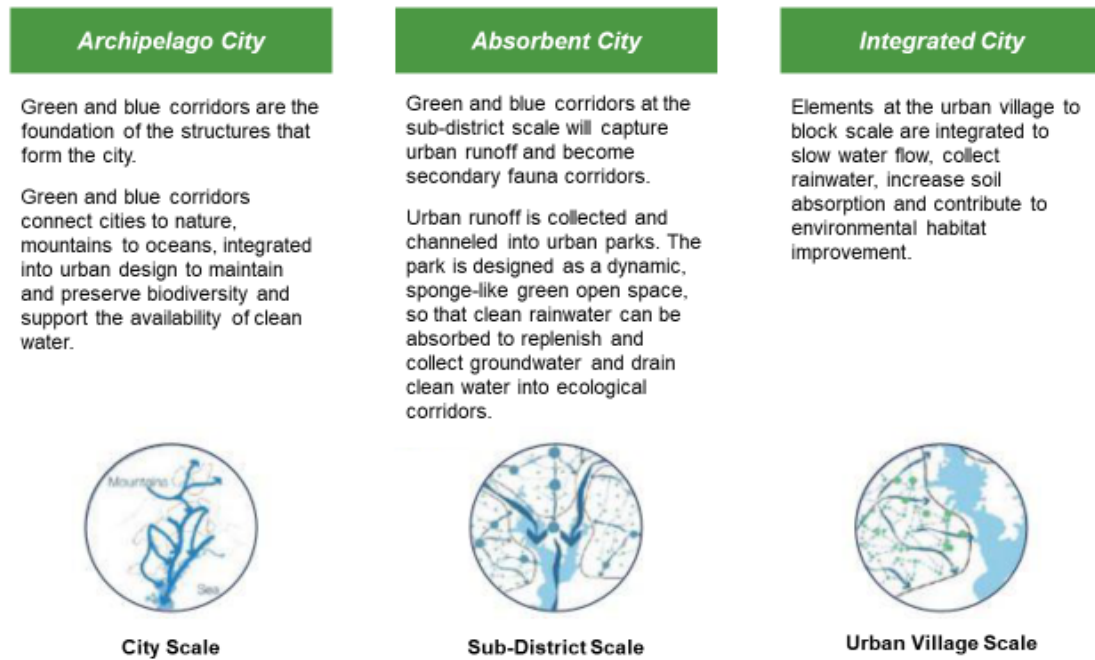 Archipelago City
Green and blue corridors are the
foundation of the structures that
form the city.
Green and blue corridors
connect cities to nature,
mountains to oceans, integrated
into urban design to maintain
and preserve biodiversity and
support the availability of clean
water.
Mountains
Sea
City Scale
Absorbent City
Green and blue corridors at the
sub-district scale will capture
urban runoff and become
secondary fauna corridors.
Urban runoff is collected and
channeled into urban parks. The
park is designed as a dynamic,
sponge-like green open space,
so that clean rainwater can be
absorbed to replenish and
collect groundwater and drain
clean water into ecological
corridors.
Sub-District Scale
Integrated City
Elements at the urban village to
block scale are integrated to
slow water flow, collect
rainwater, increase soil
absorption and contribute to
environmental habitat
improvement.
Urban Village Scale